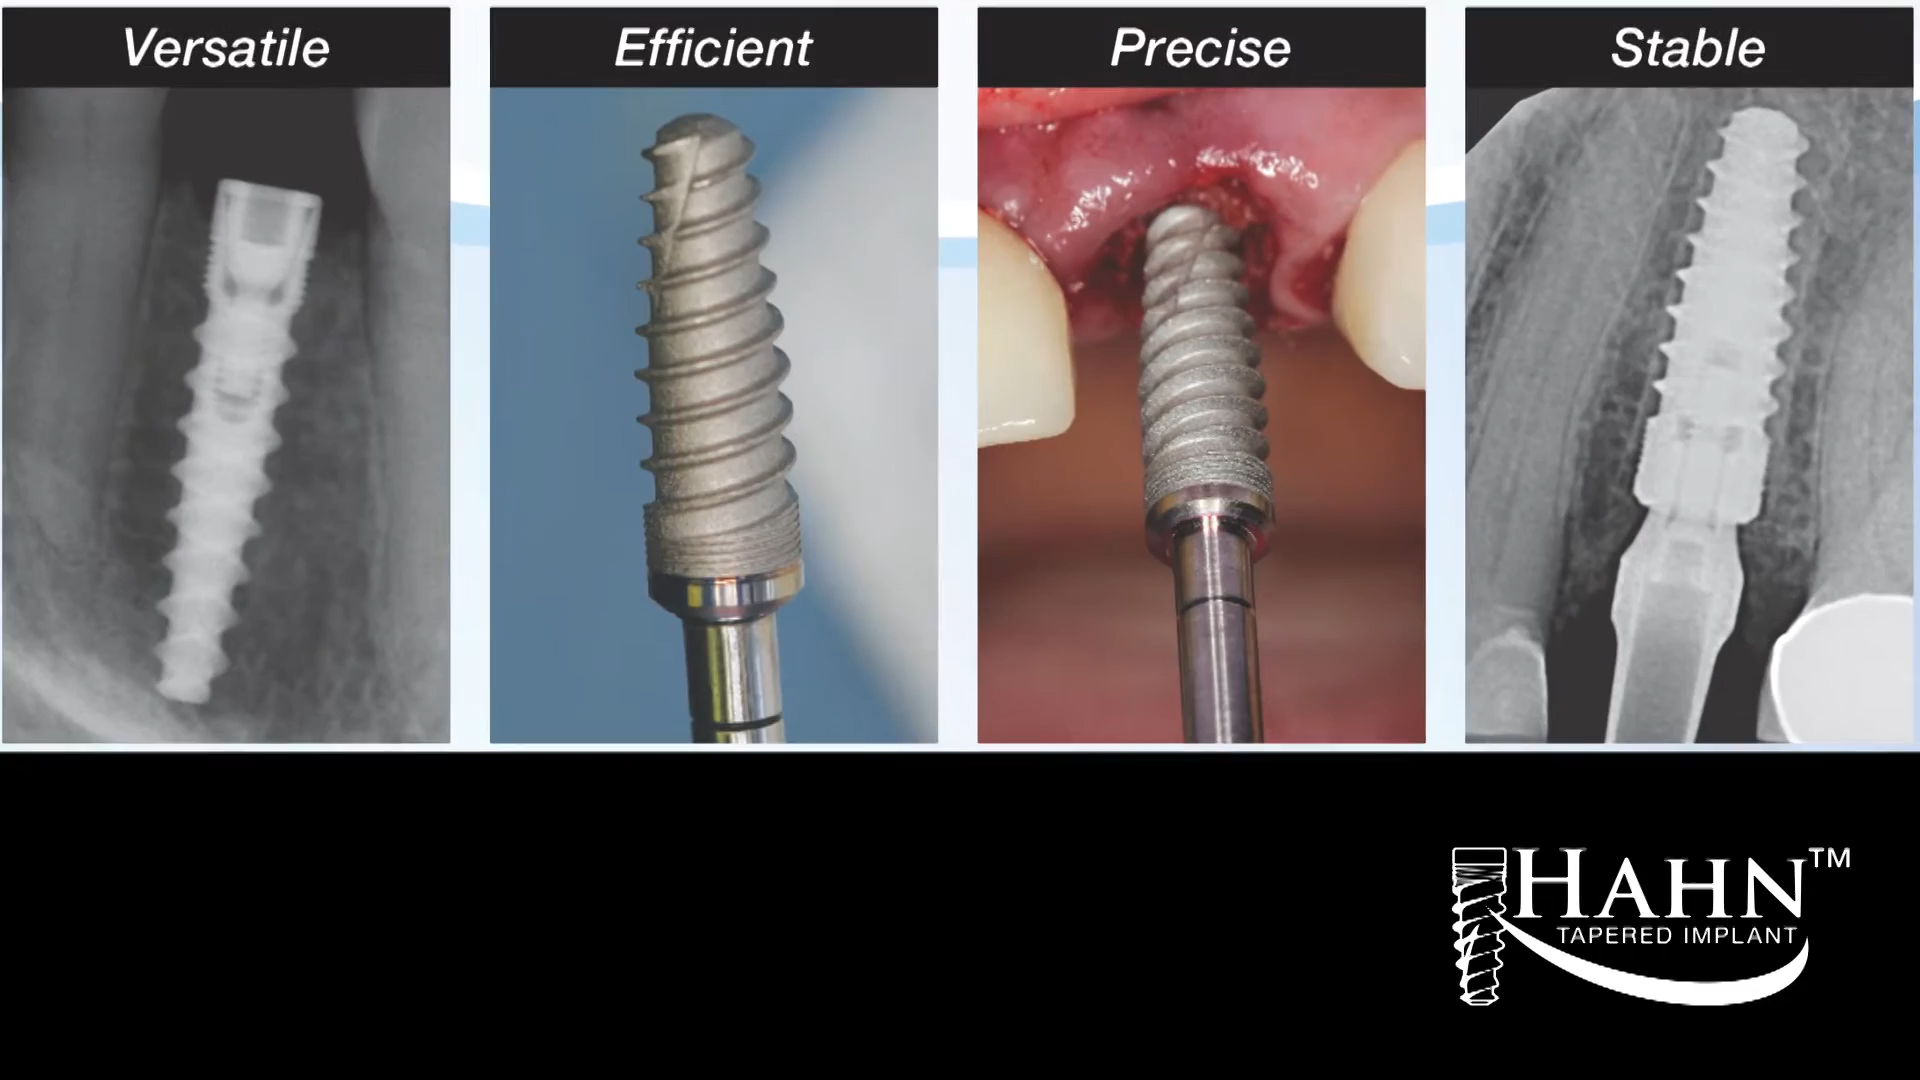 Versatile
Efficient
Precise
Stable
HAHN™
TAPERED IMPLANT